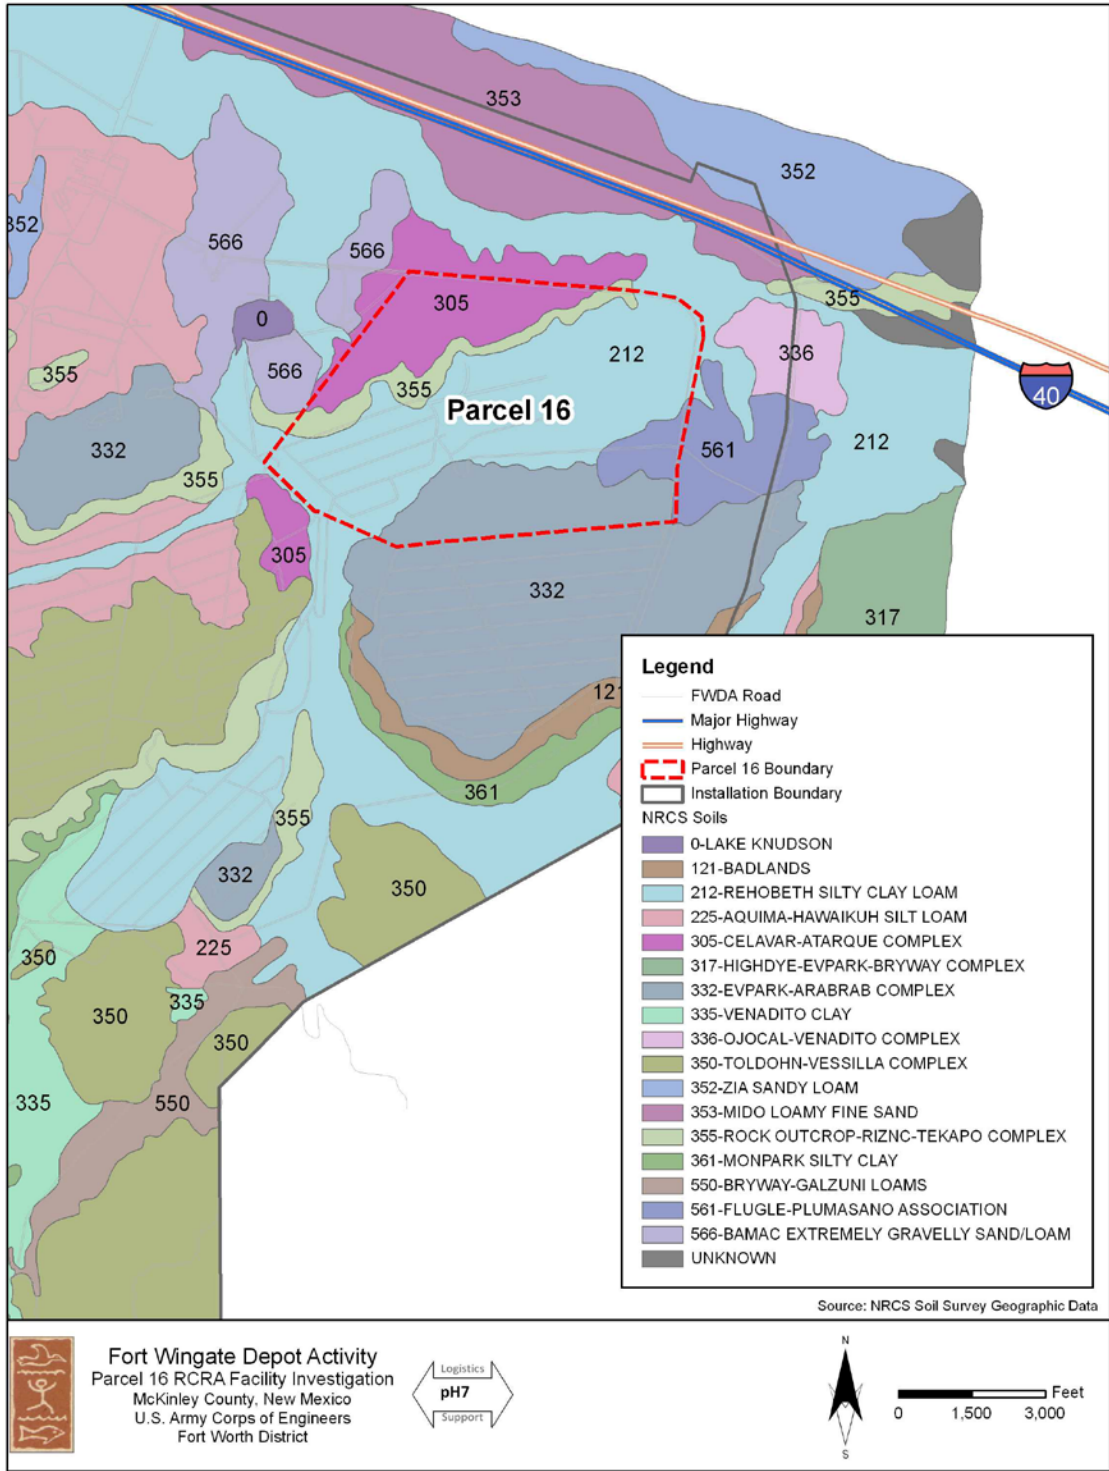 353
352
352
566
566
305
0
355
212
336
355
566
355
Parcel 16
332
561
212
355
305
332
317
121
361
355
332
350
350
225
335
350
350
335
550
40
Legend
FWDA Road
Major Highway
Highway
Parcel 16 Boundary
Installation Boundary
NRCS Soils
0-LAKE KNUDSON
121-BADLANDS
212-REHOBETH SILTY CLAY LOAM
225-AQUIMA-HAWAIKUH SILT LOAM
305-CELAVAR-ATARQUE COMPLEX
317-HIGHDYE-EVPARK-BRYWAY COMPLEX
332-EVPARK-ARABRAB COMPLEX
335-VENADITO CLAY
336-OJOCAL-VENADITO COMPLEX
350-TOLDOHN-VESSILLA COMPLEX
352-ZIA SANDY LOAM
353-MIDO LOAMY FINE SAND
355-ROCK OUTCROP-RIZNC-TEKAPO COMPLEX
361-MONPARK SILTY CLAY
550-BRYWAY-GALZUNI LOAMS
561-FLUGLE-PLUMASANO ASSOCIATION
566-BAMAC EXTREMELY GRAVELLY SAND/LOAM
UNKNOWN
Source: NRCS Soil Survey Geographic Data
Fort Wingate Depot Activity
Parcel 16 RCRA Facility Investigation
McKinley County, New Mexico
U.S. Army Corps of Engineers
Fort Worth District
Logistics
pH7
Support
N
S
Feet
0 1,500 3,000